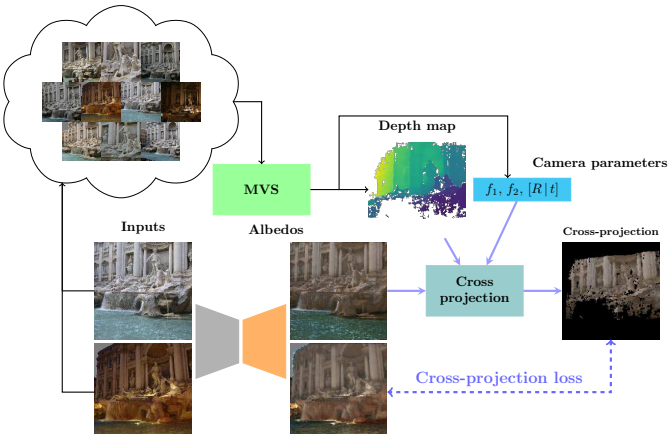 Depth map
Camera parameters
MVS
f₁, f₂, [R | t]
Inputs
Albedos
Cross-projection
Cross
projection
Cross-projection loss